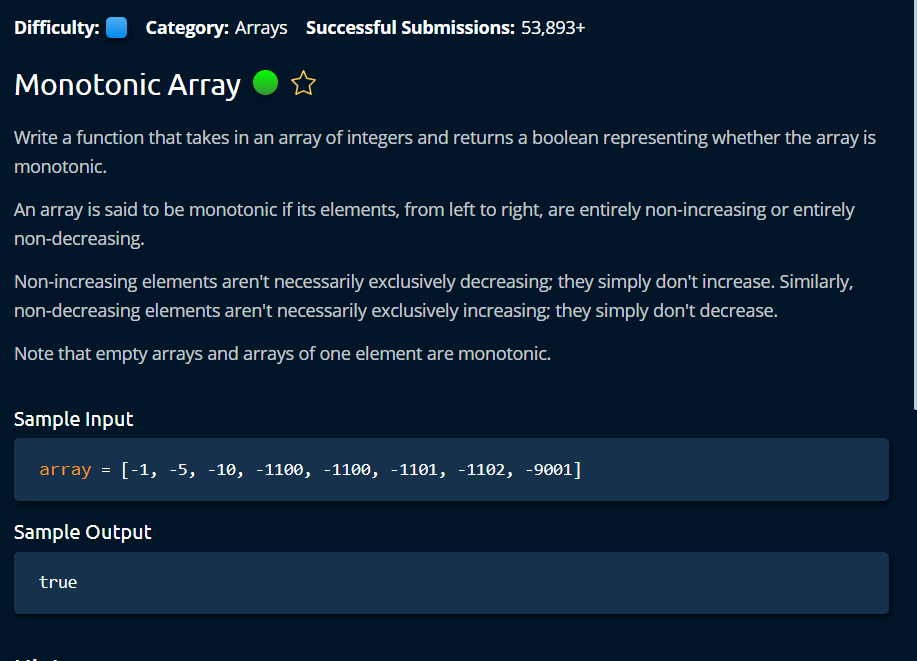 Difficulty: Category: Arrays Successful Submissions: 53,893+
Monotonic Array
Write a function that takes in an array of integers and returns a boolean representing whether the array is
monotonic.
An array is said to be monotonic if its elements, from left to right, are entirely non-increasing or entirely
non-decreasing.
Non-increasing elements aren't necessarily exclusively decreasing; they simply don't increase. Similarly,
non-decreasing elements aren't necessarily exclusively increasing; they simply don't decrease.
Note that empty arrays and arrays of one element are monotonic.
Sample Input
array = [-1, -5, -10, -1100, -1100, -1101, -1102, -9001]
Sample Output
true